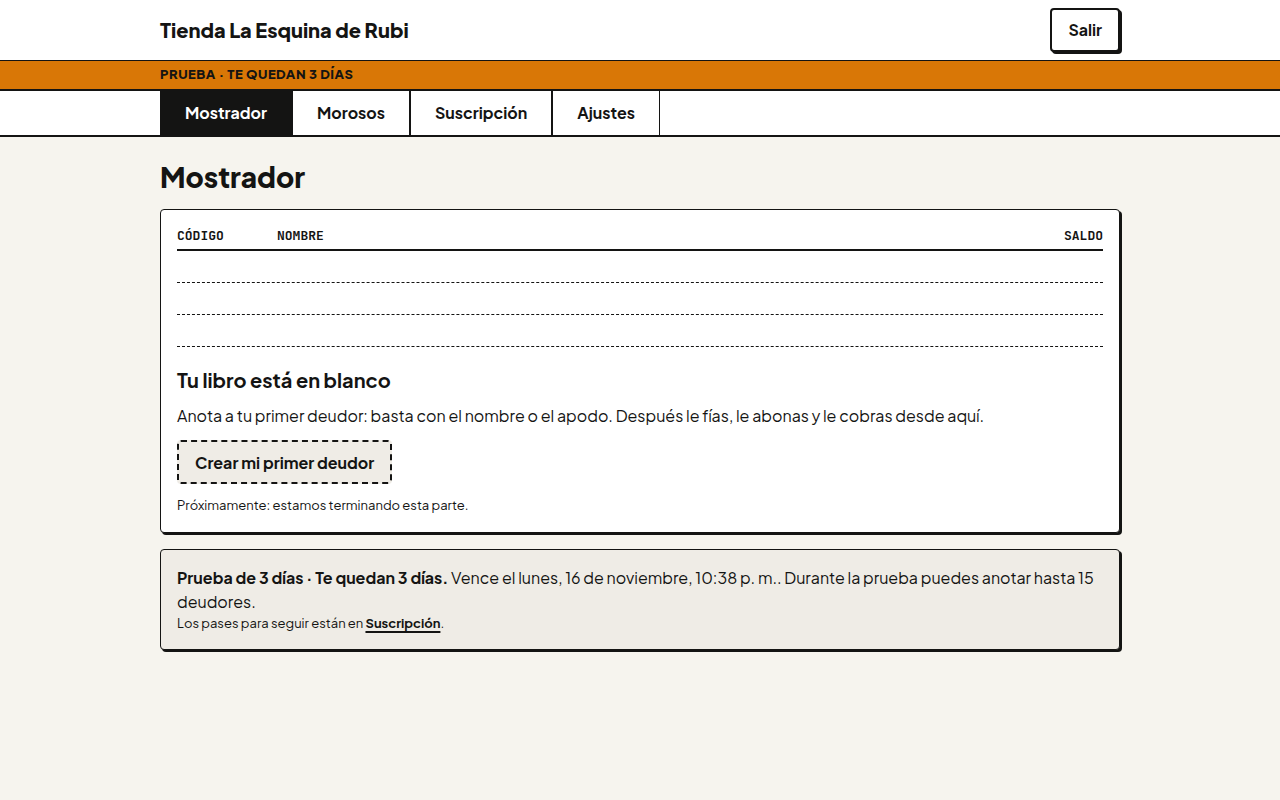 Tienda La Esquina de Rubi
Salir
PRUEBA · TE QUEDAN 3 DÍAS
Mostrador
Morosos
Suscripción
Ajustes
Mostrador
CÓDIGO
NOMBRE
SALDO
Tu libro está en blanco
Anota a tu primer deudor: basta con el nombre o el apodo. Después le fías, le abonas y le cobras desde aquí.
Crear mi primer deudor
Próximamente: estamos terminando esta parte.
Prueba de 3 días · Te quedan 3 días. Vence el lunes, 16 de noviembre, 10:38 p. m.. Durante la prueba puedes anotar hasta 15
deudores.
Los pases para seguir están en Suscripción.